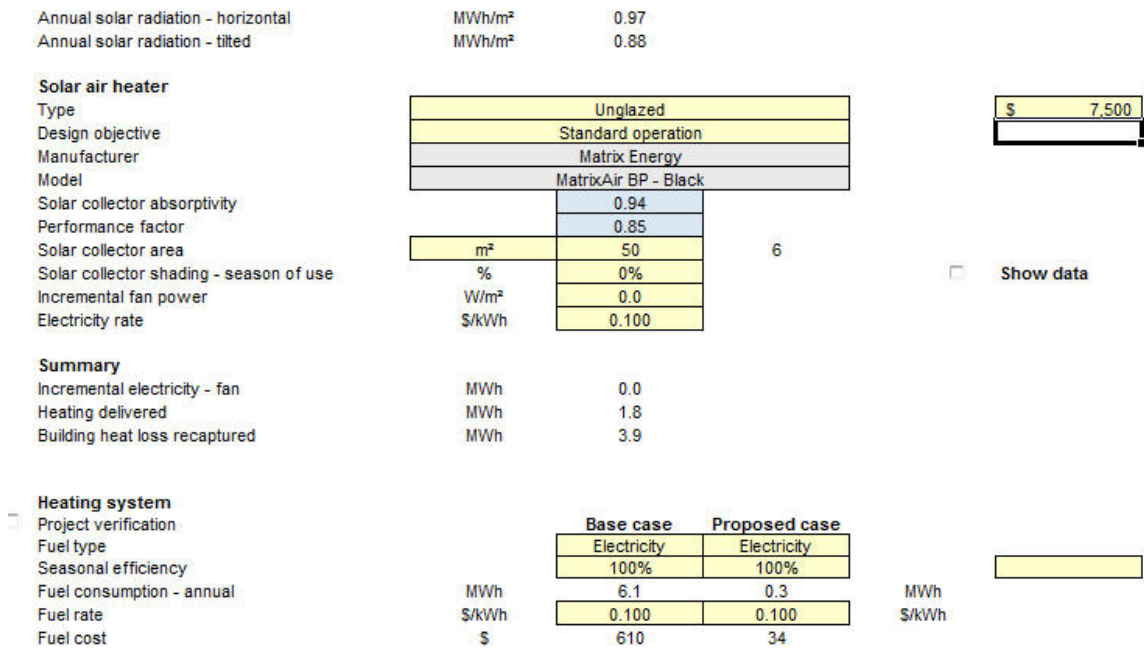 Annual solar radiation - horizontal MWh/m² 0.97
Annual solar radiation - tilted MWh/m² 0.88
Solar air heater
Type Unglazed $ 7,500
Design objective Standard operation
Manufacturer Matrix Energy
Model MatrixAir BP - Black
Solar collector absorptivity 0.94
Performance factor 0.85
Solar collector area m² 50 6
Solar collector shading - season of use % 0% Show data
Incremental fan power W/m² 0.0
Electricity rate $/kWh 0.100
Summary
Incremental electricity - fan MWh 0.0
Heating delivered MWh 1.8
Building heat loss recaptured MWh 3.9
Heating system
Project verification Base case Proposed case
Fuel type Electricity Electricity
Seasonal efficiency 100% 100%
Fuel consumption - annual MWh 6.1 0.3 MWh
Fuel rate $/kWh 0.100 0.100 $/kWh
Fuel cost $ 610 34